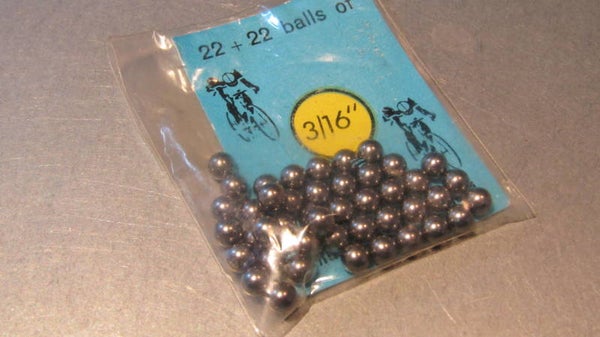 22 + 22 balls of
3/16"